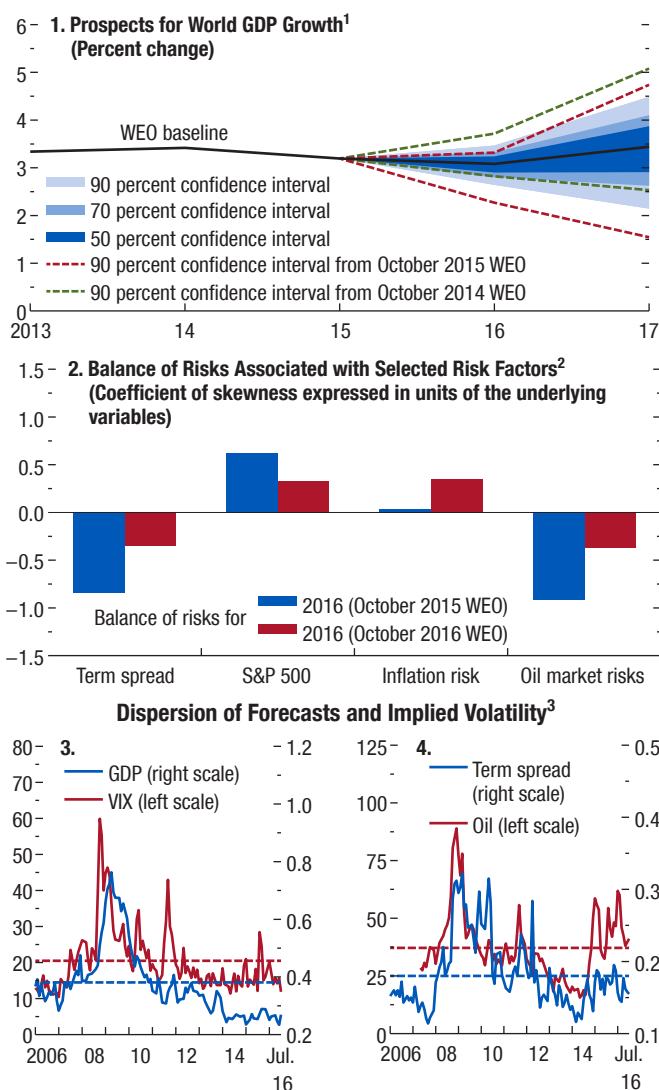 1. Prospects for World GDP Growth1
(Percent change)
6
5
4
3
2
1
0
WEO baseline
90 percent confidence interval
70 percent confidence interval
50 percent confidence interval
90 percent confidence interval from October 2015 WEO
90 percent confidence interval from October 2014 WEO
2013 14 15 16 17
2. Balance of Risks Associated with Selected Risk Factors2
(Coefficient of skewness expressed in units of the underlying
variables)
1.5
1.0
0.5
0.0
–0.5
–1.0
–1.5
Balance of risks for
2016 (October 2015 WEO)
2016 (October 2016 WEO)
Term spread S&P 500 Inflation risk Oil market risks
Dispersion of Forecasts and Implied Volatility3
3.
GDP (right scale)
VIX (left scale)
80
70
60
50
40
30
20
10
0
1.2
1.0
0.8
0.6
0.4
0.2
2006 08 10 12 14 Jul.
16
4.
Term spread
(right scale)
Oil (left scale)
125
100
75
50
25
0
0.5
0.4
0.3
0.2
0.1
2006 08 10 12 14 Jul.
16